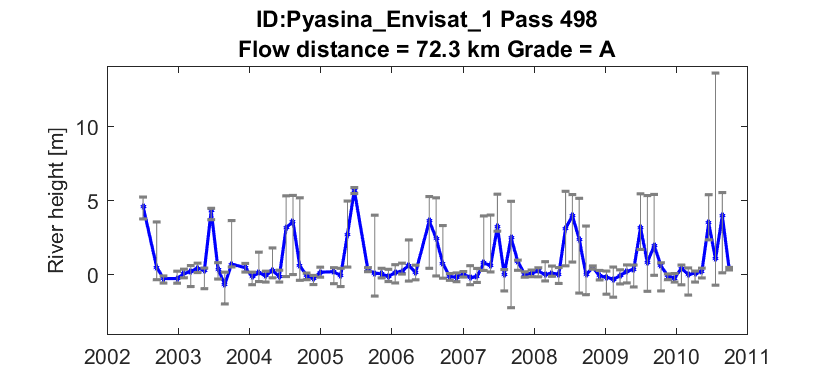 ID:Pyasina_Envisat_1 Pass 498
Flow distance = 72.3 km Grade = A
River height [m]
10
5
0
2002 2003 2004 2005 2006 2007 2008 2009 2010 2011